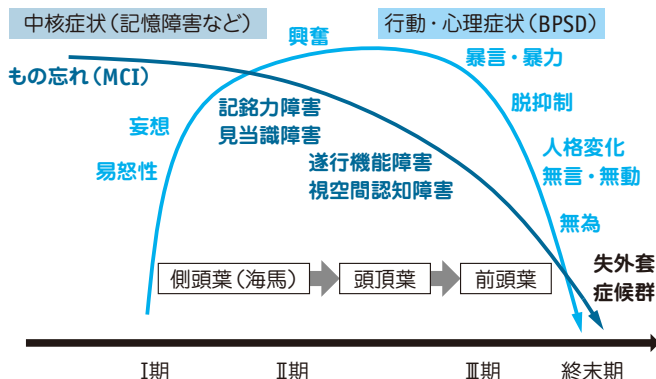 中核症状（記憶障害など）
行動・心理症状（BPSD）
興奮
暴言・暴力
もの忘れ（MCI）
脱抑制
妄想
記銘力障害
見当識障害
人格変化
無言・無動
易怒性
遂行機能障害
視空間認知障害
無為
側頭葉（海馬）
頭頂葉
前頭葉
失外套
症候群
Ⅰ期
Ⅱ期
Ⅲ期
終末期